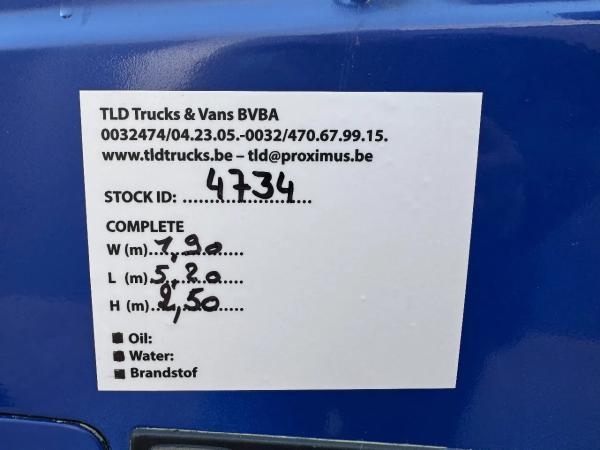 TLD Trucks & Vans BVBA
0032474/04.23.05.-0032/470.67.99.15.
www.tldtrucks.be – tld@proximus.be
STOCK ID: 4734
COMPLETE
W (m) 1,90
L (m) 5,20
H (m) 2,50
Oil:
Water:
Brandstof